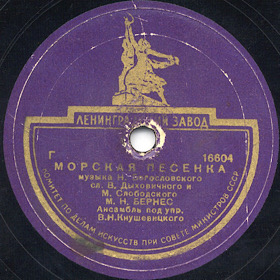 ЛЕНИНГРАДСКИЙ ЗАВОД
Г 16604
МОРСКАЯ ПЕСЕНКА
музыка Н. Богословского
сл. В. Дыховичного и
М. Слободского
М. Н. БЕРНЕС
Ансамбль под упр.
В.Н.Кнушевицкого
КОМИТЕТ ПО ДЕЛАМ ИСКУССТВ ПРИ СОВЕТЕ МИНИСТРОВ СССР